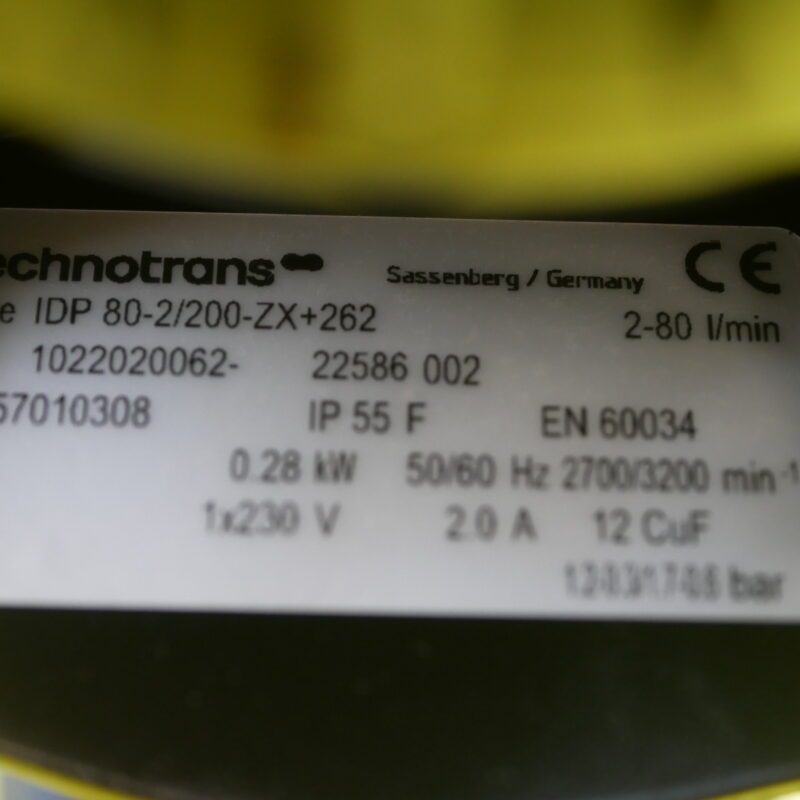 echnotrans Sassenberg / Germany CE
e IDP 80-2/200-ZX+262 2-80 l/min
1022020062- 22586 002
57010308 IP 55 F EN 60034
0.28 kW 50/60 Hz 2700/3200 min-1
1x230 V 2.0 A 12 CuF
bar